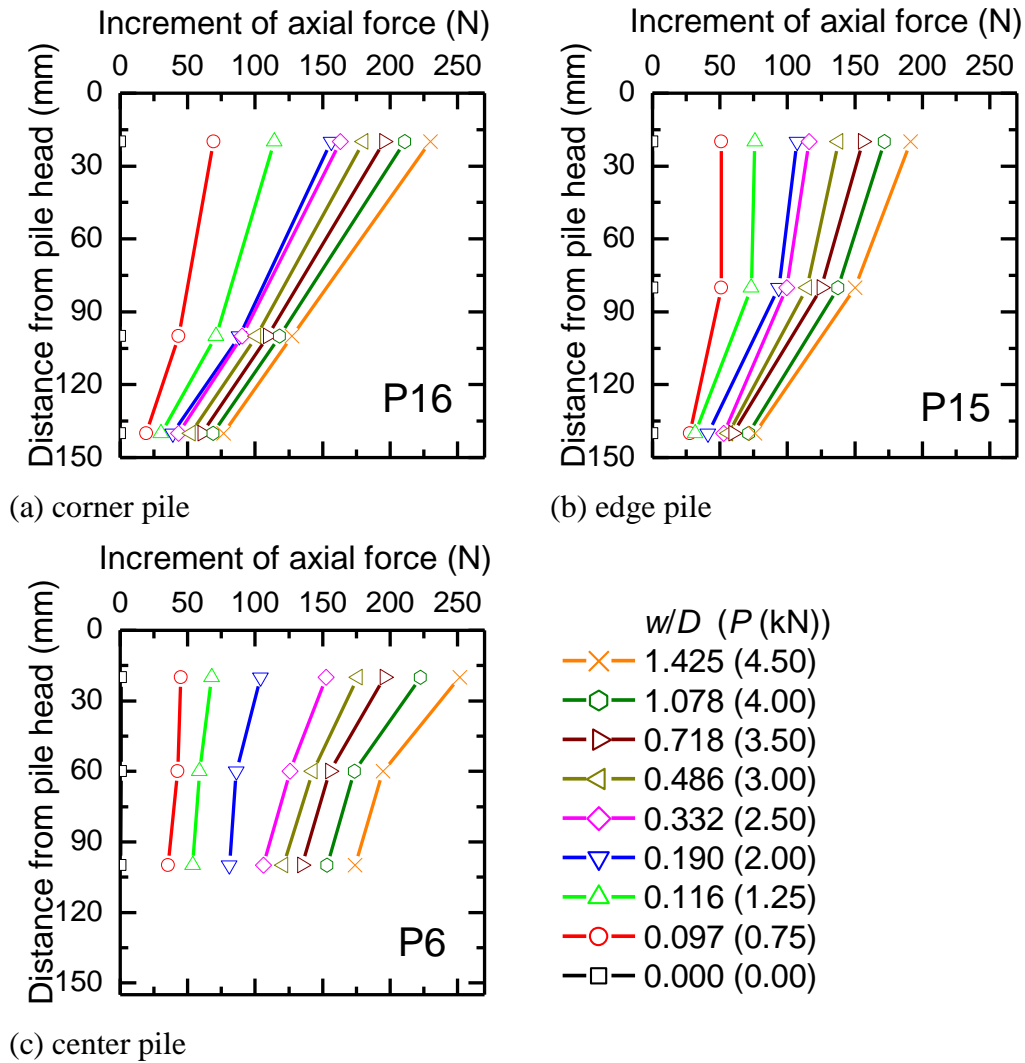 Increment of axial force (N)
0 50 100 150 200 250
Distance from pile head (mm)
0
30
60
90
120
150
P16
(a) corner pile
Increment of axial force (N)
0 50 100 150 200 250
Distance from pile head (mm)
0
30
60
90
120
150
P15
(b) edge pile
Increment of axial force (N)
0 50 100 150 200 250
Distance from pile head (mm)
0
30
60
90
120
150
P6
(c) center pile
w/D (P (kN))
1.425 (4.50)
1.078 (4.00)
0.718 (3.50)
0.486 (3.00)
0.332 (2.50)
0.190 (2.00)
0.116 (1.25)
0.097 (0.75)
0.000 (0.00)